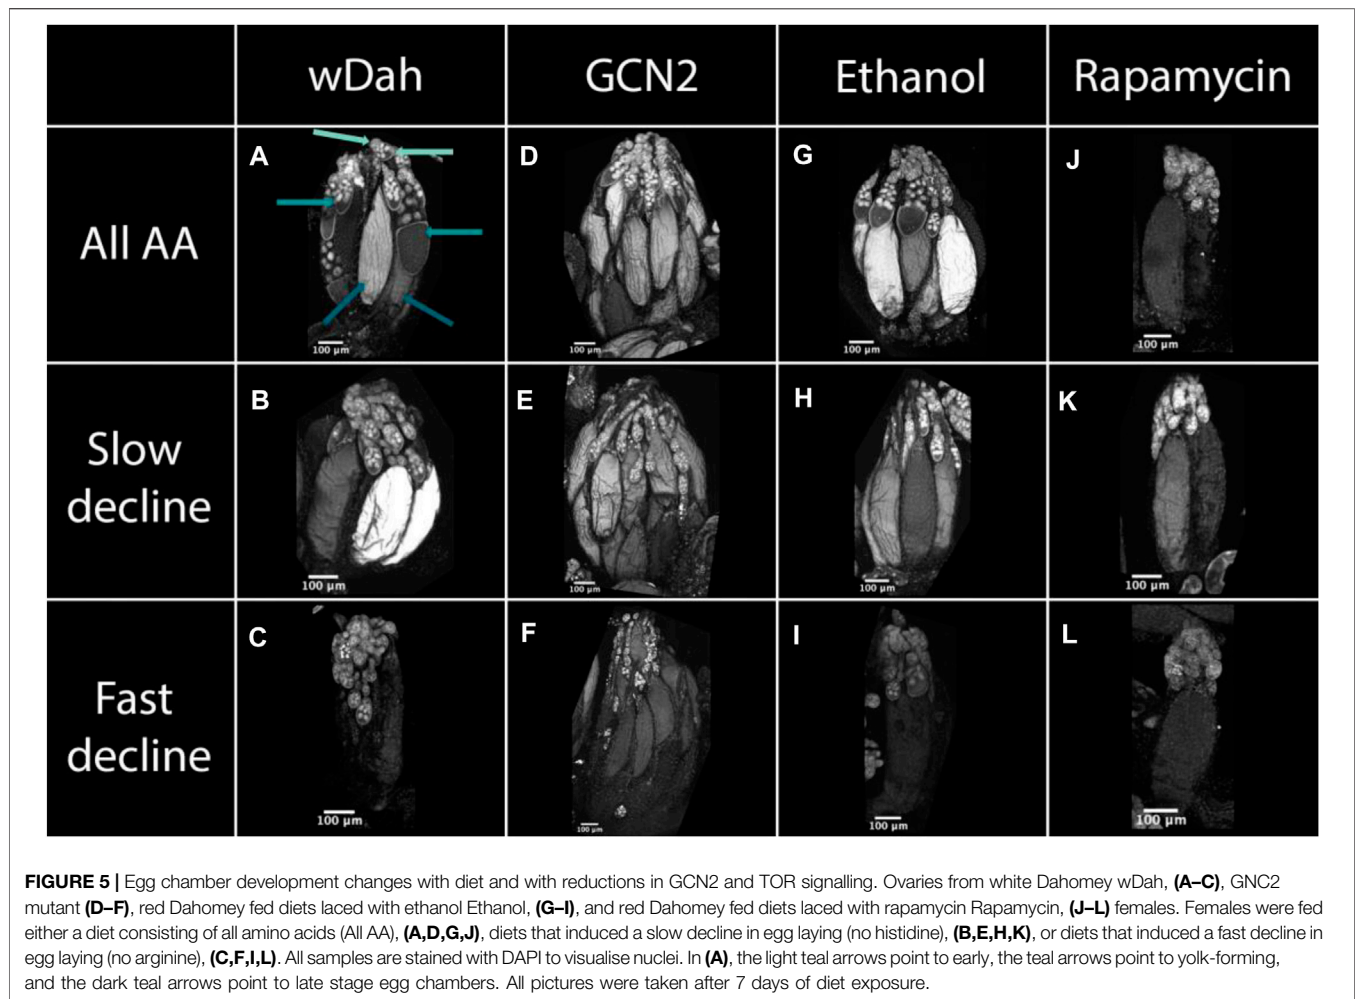 wDah GCN2 Ethanol Rapamycin
All AA
A D G J
100 µm 100 µm 100 µm 100 µm
Slow
decline
B E H K
100 µm 100 µm 100 µm 100 µm
Fast
decline
C F I L
100 µm 100 µm 100 µm 100 µm
FIGURE 5 | Egg chamber development changes with diet and with reductions in GCN2 and TOR signalling. Ovaries from white Dahomey wDah, (A–C), GNC2
mutant (D–F), red Dahomey fed diets laced with ethanol Ethanol, (G–I), and red Dahomey fed diets laced with rapamycin Rapamycin, (J–L) females. Females were fed
either a diet consisting of all amino acids (All AA), (A,D,G,J), diets that induced a slow decline in egg laying (no histidine), (B,E,H,K), or diets that induced a fast decline in
egg laying (no arginine), (C,F,I,L). All samples are stained with DAPI to visualise nuclei. In (A), the light teal arrows point to early, the teal arrows point to yolk-forming,
and the dark teal arrows point to late stage egg chambers. All pictures were taken after 7 days of diet exposure.